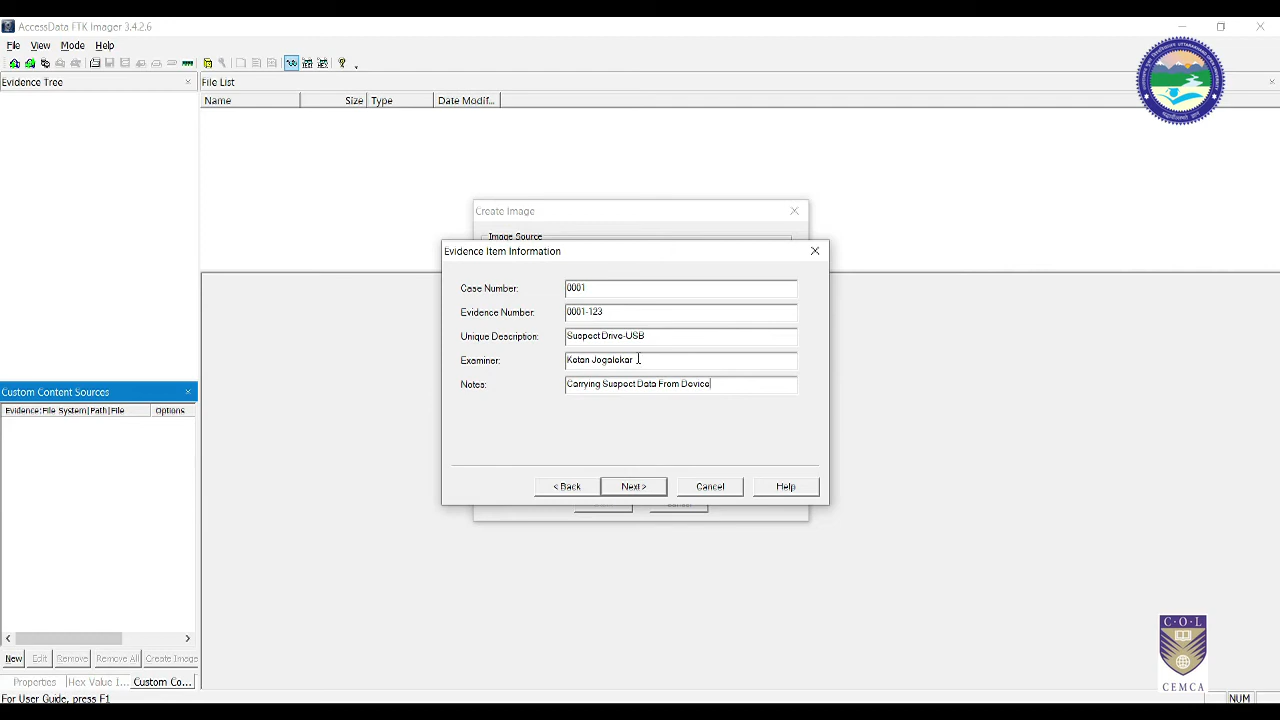 AccessData FTK Imager 3.4.2.6
File View Mode Help
Evidence Tree
File List
Name Size Type Date Modif...
Create Image
Image Source
Evidence Item Information
Case Number: 0001
Evidence Number: 0001-123
Unique Description: Suspect Drive-USB
Examiner: Ketan Jogalekar
Notes: Carrying Suspect Data From Device
< Back Next > Cancel Help
Custom Content Sources
Evidence:File System|Path|File Options
New Edit Remove Remove All Create Image
Properties Hex Value I... Custom Co...
For User Guide, press F1
NUM
C·O·L
CEMCA